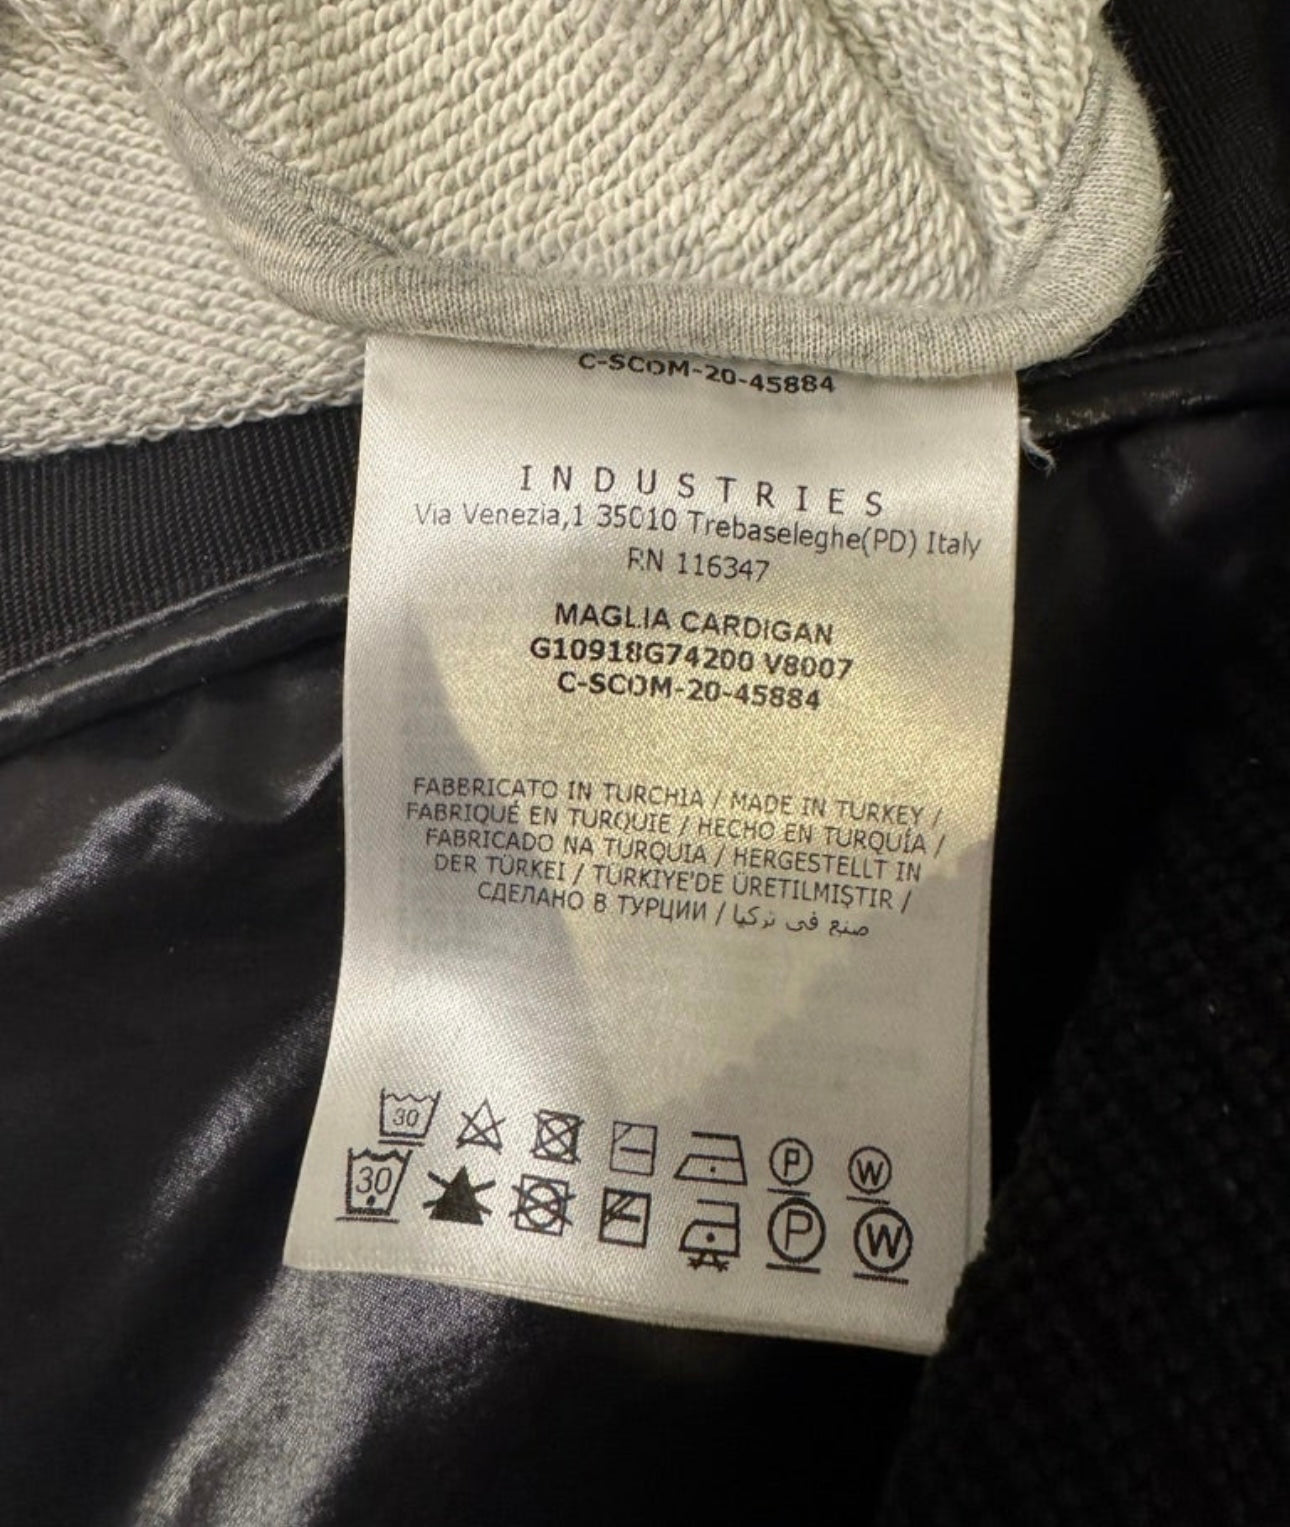 C-SCOM-20-45884
INDUSTRIES
Via Venezia,1 35010 Trebaseleghe(PD) Italy
RN 116347
MAGLIA CARDIGAN
G10918G74200 V8007
C-SCOM-20-45884
FABBRICATO IN TURCHIA / MADE IN TURKEY /
FABRIQUÉ EN TURQUIE / HECHO EN TURQUÍA /
FABRICADO NA TURQUIA / HERGESTELLT IN
DER TÜRKEI / TÜRKIYE'DE ÜRETILMIŞTIR /
СДЕЛАНО В ТУРЦИИ / صنع في تركيا
30 P W
30 P W